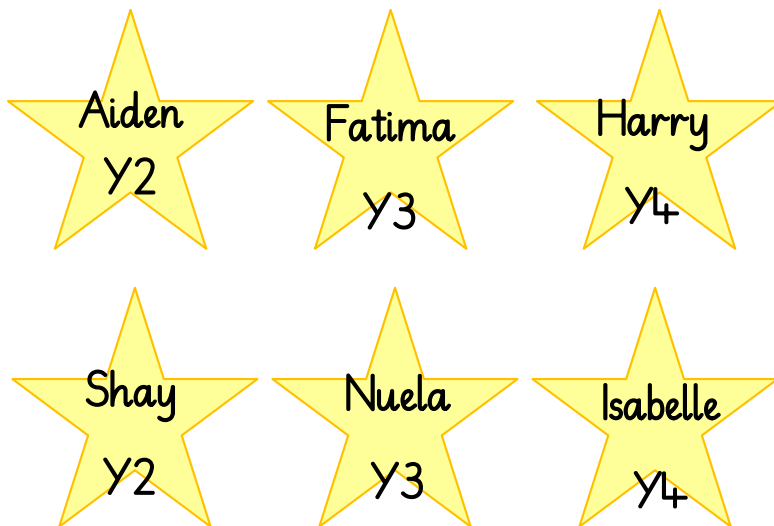 Aiden
Y2
Fatima
Y3
Harry
Y4
Shay
Y2
Nuela
Y3
Isabelle
Y4